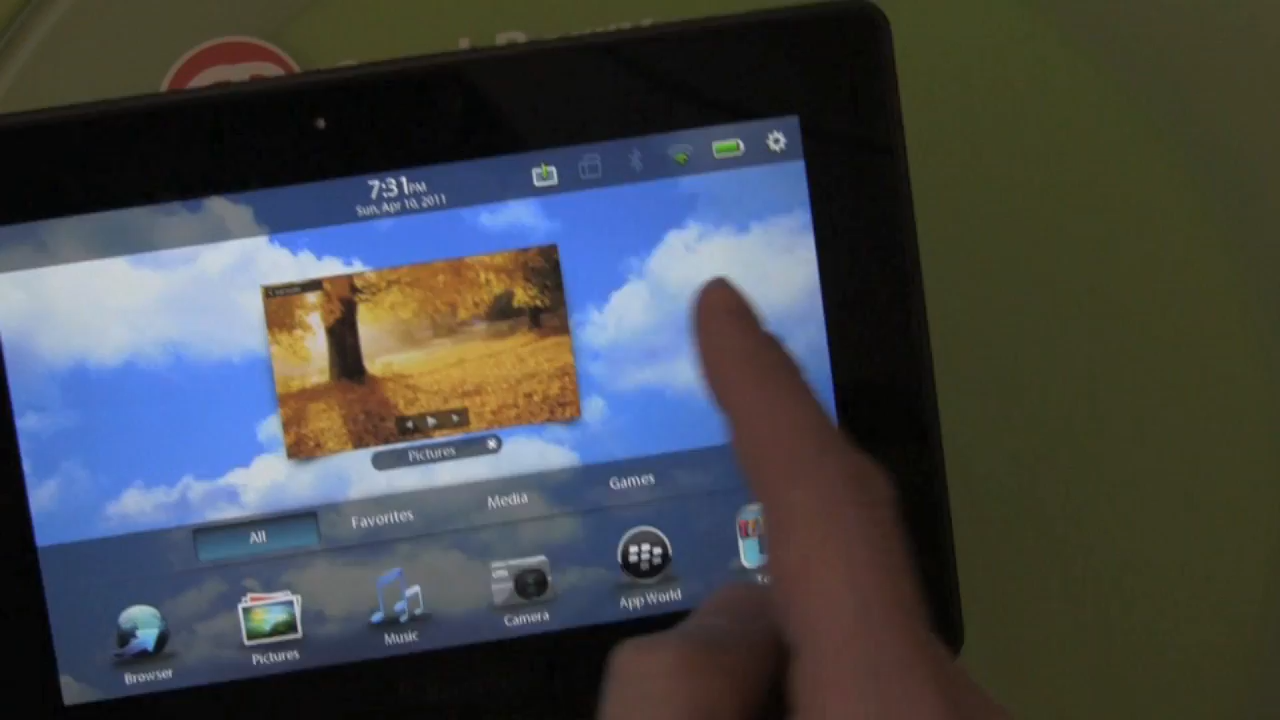 7:31PM
Sun, Apr 10, 2011
Pictures
All
Favorites
Media
Games
Browser
Pictures
Music
Camera
App World